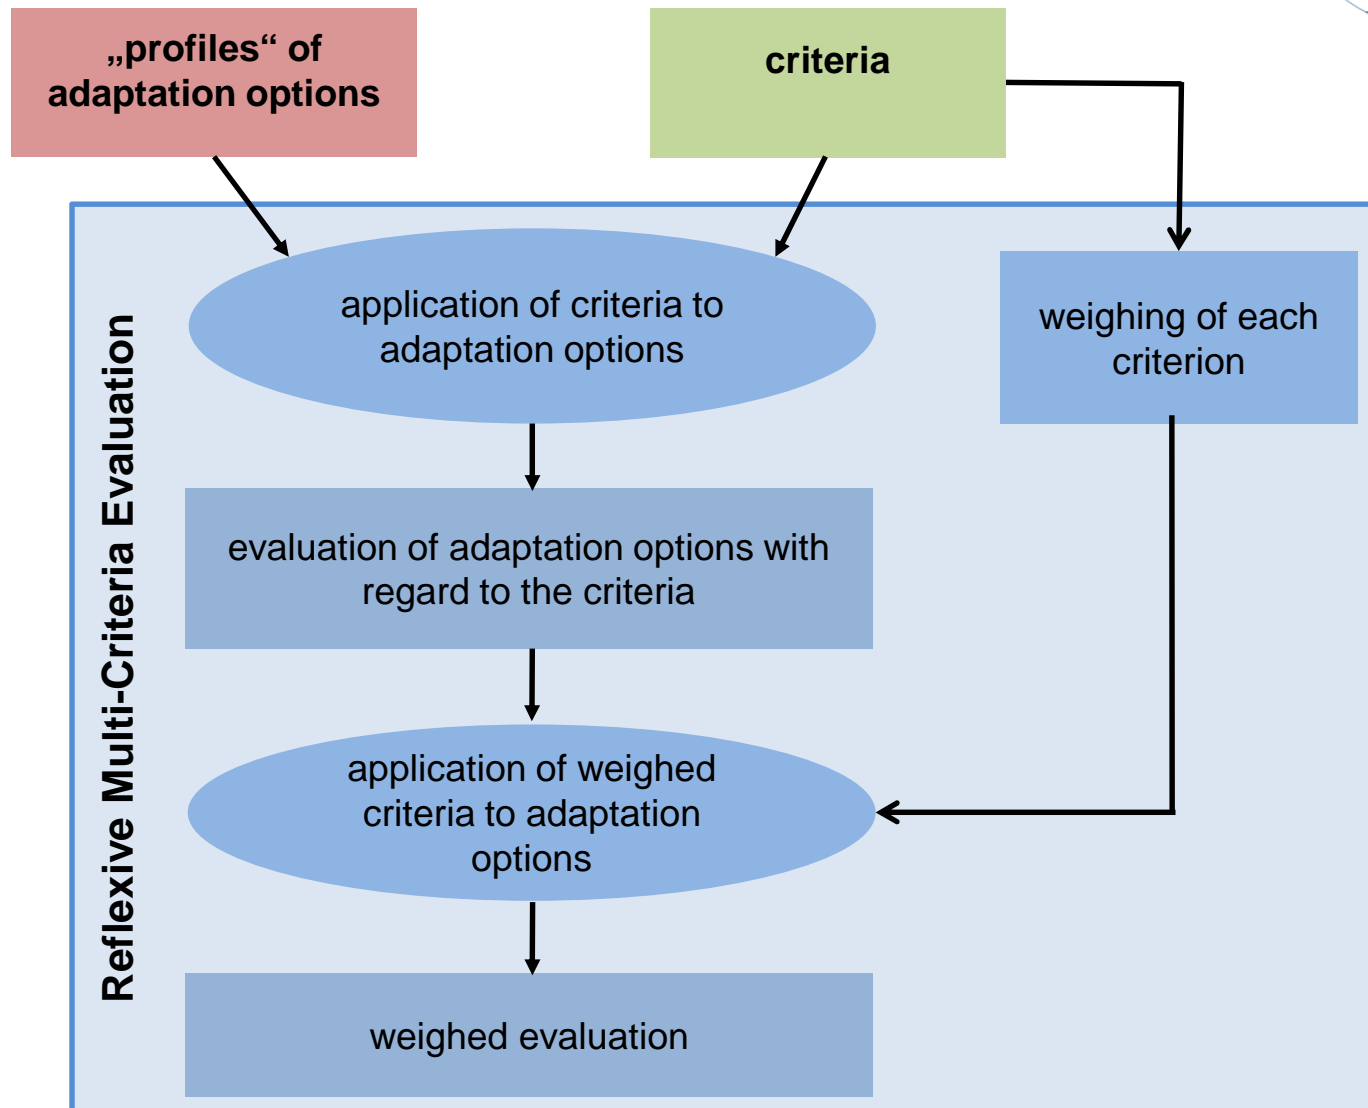 „profiles“ of
adaptation options
criteria
application of criteria to
adaptation options
weighing of each
criterion
Reflexive Multi-Criteria Evaluation
evaluation of adaptation options with
regard to the criteria
application of weighed
criteria to adaptation
options
weighed evaluation